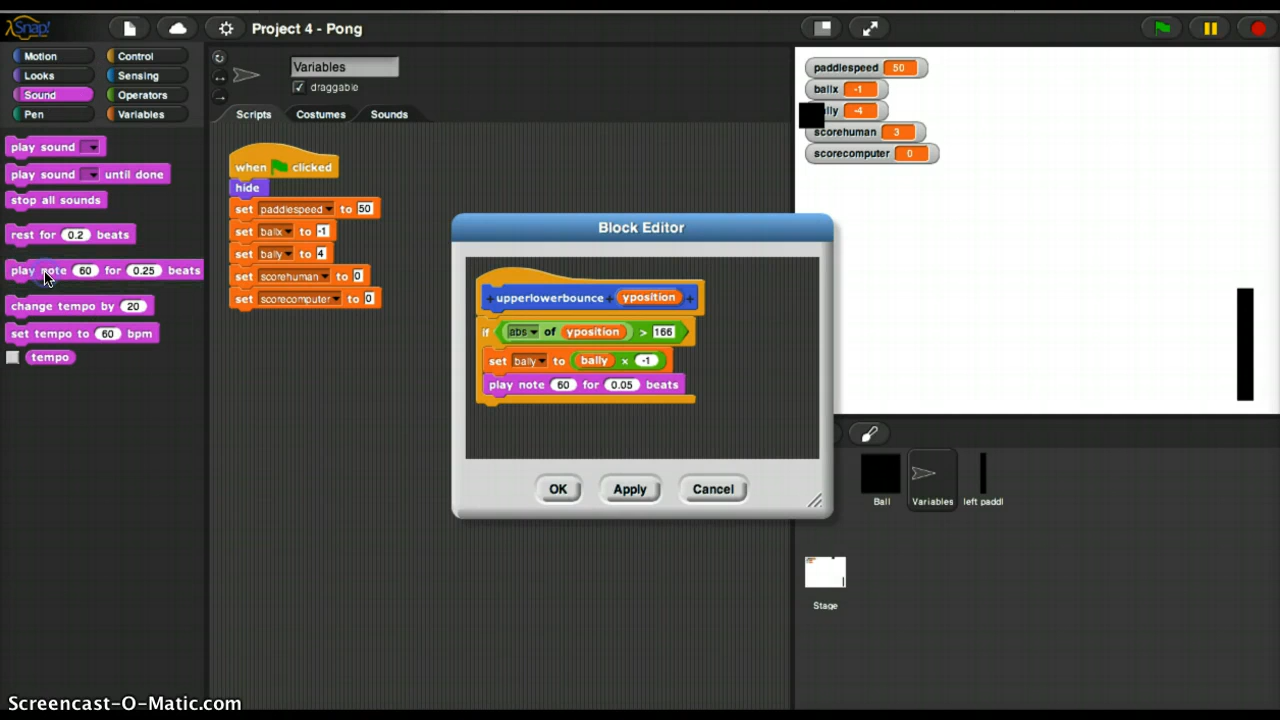 Snap!
Project 4 - Pong
Motion
Control
Looks
Sensing
Sound
Operators
Pen
Variables
Variables
draggable
Scripts
Costumes
Sounds
play sound
play sound until done
stop all sounds
rest for 0.2 beats
play note 60 for 0.25 beats
change tempo by 20
set tempo to 60 bpm
tempo
when clicked
hide
set paddlespeed to 50
set ballx to -1
set bally to 4
set scorehuman to 0
set scorecomputer to 0
Block Editor
+ upperlowerbounce + yposition +
if abs of yposition > 166
set bally to bally × -1
play note 60 for 0.05 beats
OK
Apply
Cancel
paddlespeed 50
ballx -1
ally -4
scorehuman 3
scorecomputer 0
Ball
Variables
left paddl
Stage
Screencast-O-Matic.com